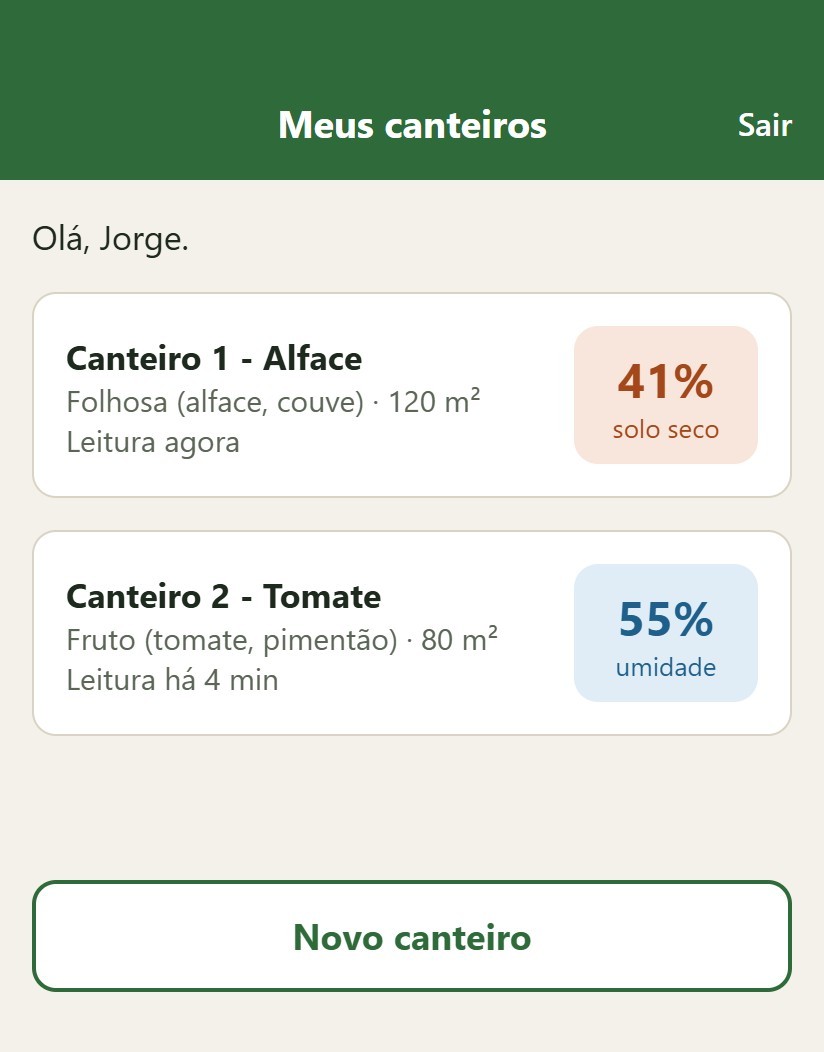 Meus canteiros
Sair
Olá, Jorge.
Canteiro 1 - Alface
Folhosa (alface, couve) · 120 m²
Leitura agora
41%
solo seco
Canteiro 2 - Tomate
Fruto (tomate, pimentão) · 80 m²
Leitura há 4 min
55%
umidade
Novo canteiro